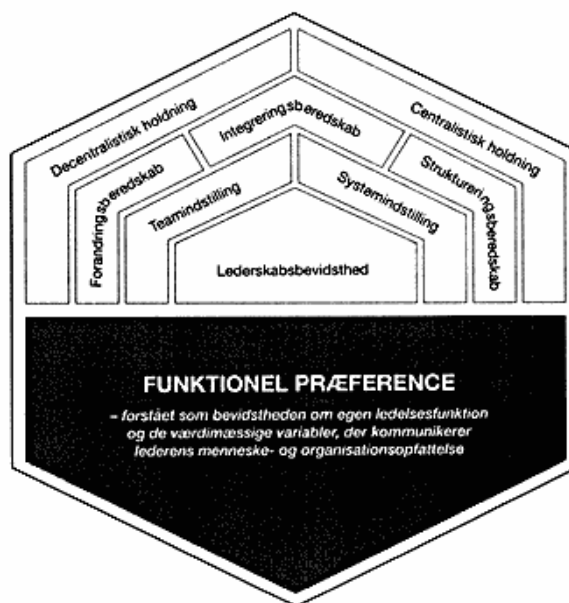 Decentralistisk holdning
Centralistisk holdning
Forandringsberedskab
Integreringsberedskab
Struktureringsberedskab
Teamindstilling
Systemindstilling
Lederskabsbevidsthed
FUNKTIONEL PRÆFERENCE
– forstået som bevidstheden om egen ledelsesfunktion
og de værdimæssige variabler, der kommunikerer
lederens menneske- og organisationsopfattelse